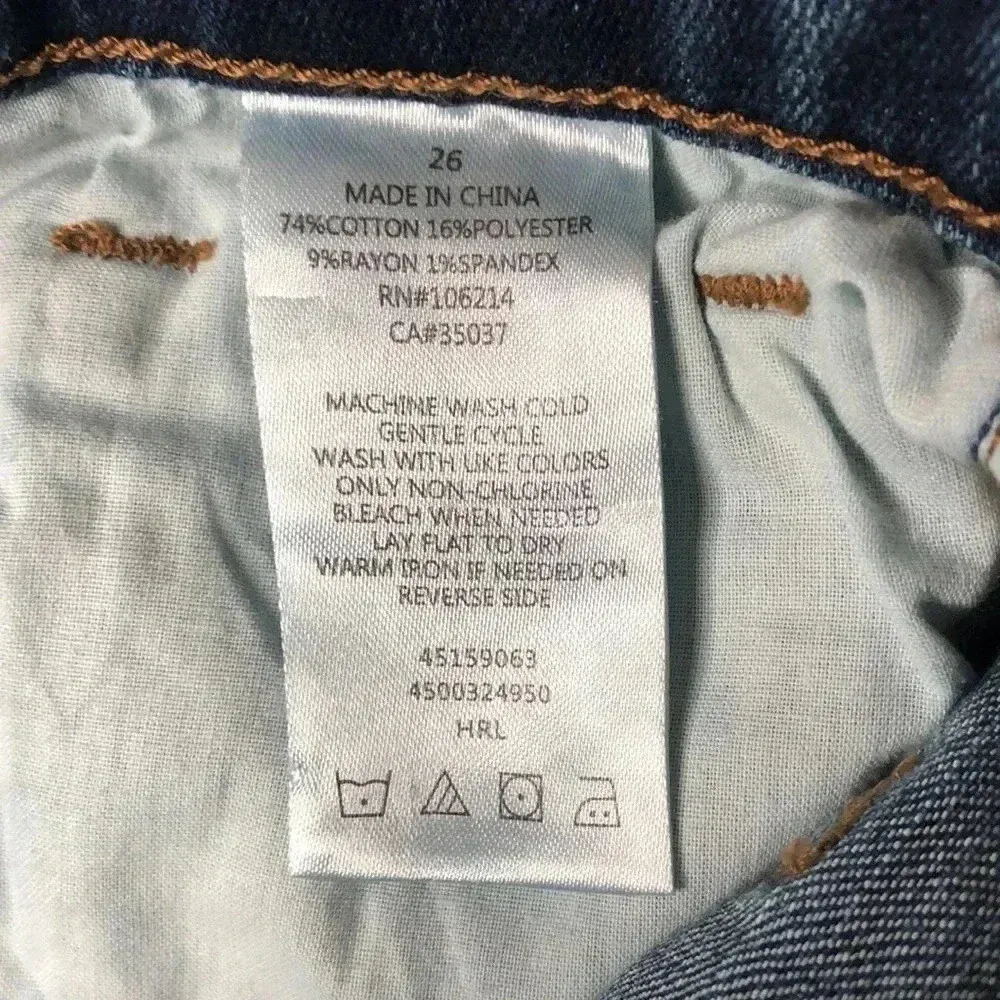 26
MADE IN CHINA
74%COTTON 16%POLYESTER
9%RAYON 1%SPANDEX
RN#106214
CA#35037
MACHINE WASH COLD
GENTLE CYCLE
WASH WITH LIKE COLORS
ONLY NON-CHLORINE
BLEACH WHEN NEEDED
LAY FLAT TO DRY
WARM IRON IF NEEDED ON
REVERSE SIDE
45159063
4500324950
HRL